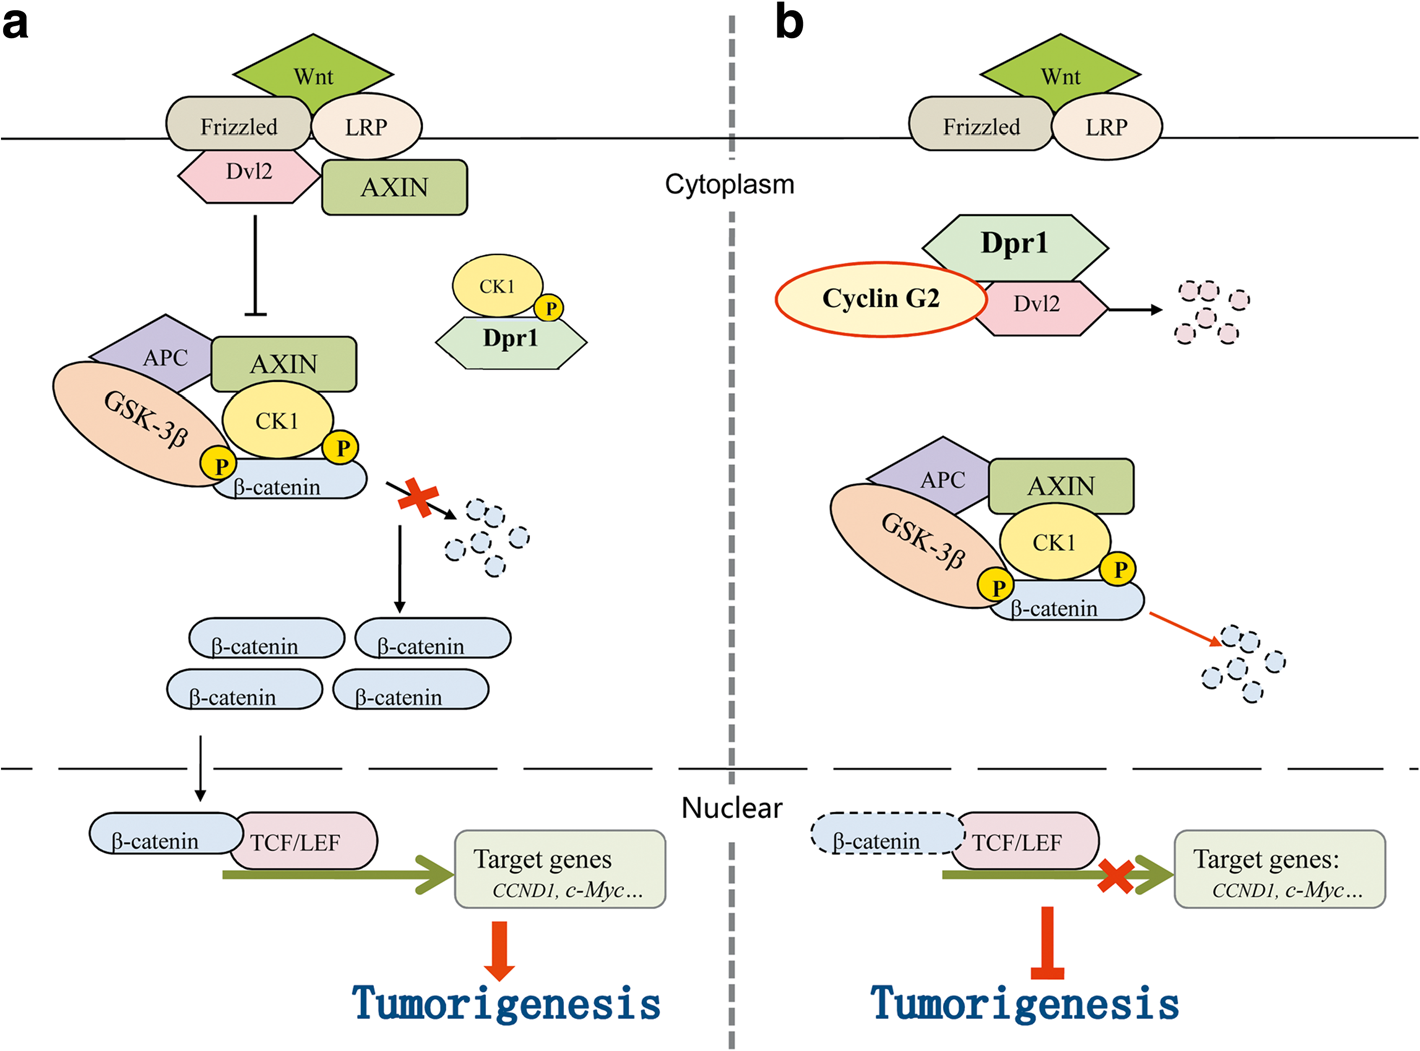 a
Wnt
Frizzled
LRP
Dvl2
AXIN
CK1
P
Dpr1
APC
AXIN
GSK-3β
CK1
P
P
β-catenin
β-catenin
β-catenin
β-catenin
β-catenin
β-catenin
TCF/LEF
Target genes
CCND1, c-Myc...
Tumorigenesis
Cytoplasm
Nuclear
b
Wnt
Frizzled
LRP
Dpr1
Cyclin G2
Dvl2
APC
AXIN
GSK-3β
CK1
P
P
β-catenin
β-catenin
TCF/LEF
Target genes:
CCND1, c-Myc...
Tumorigenesis